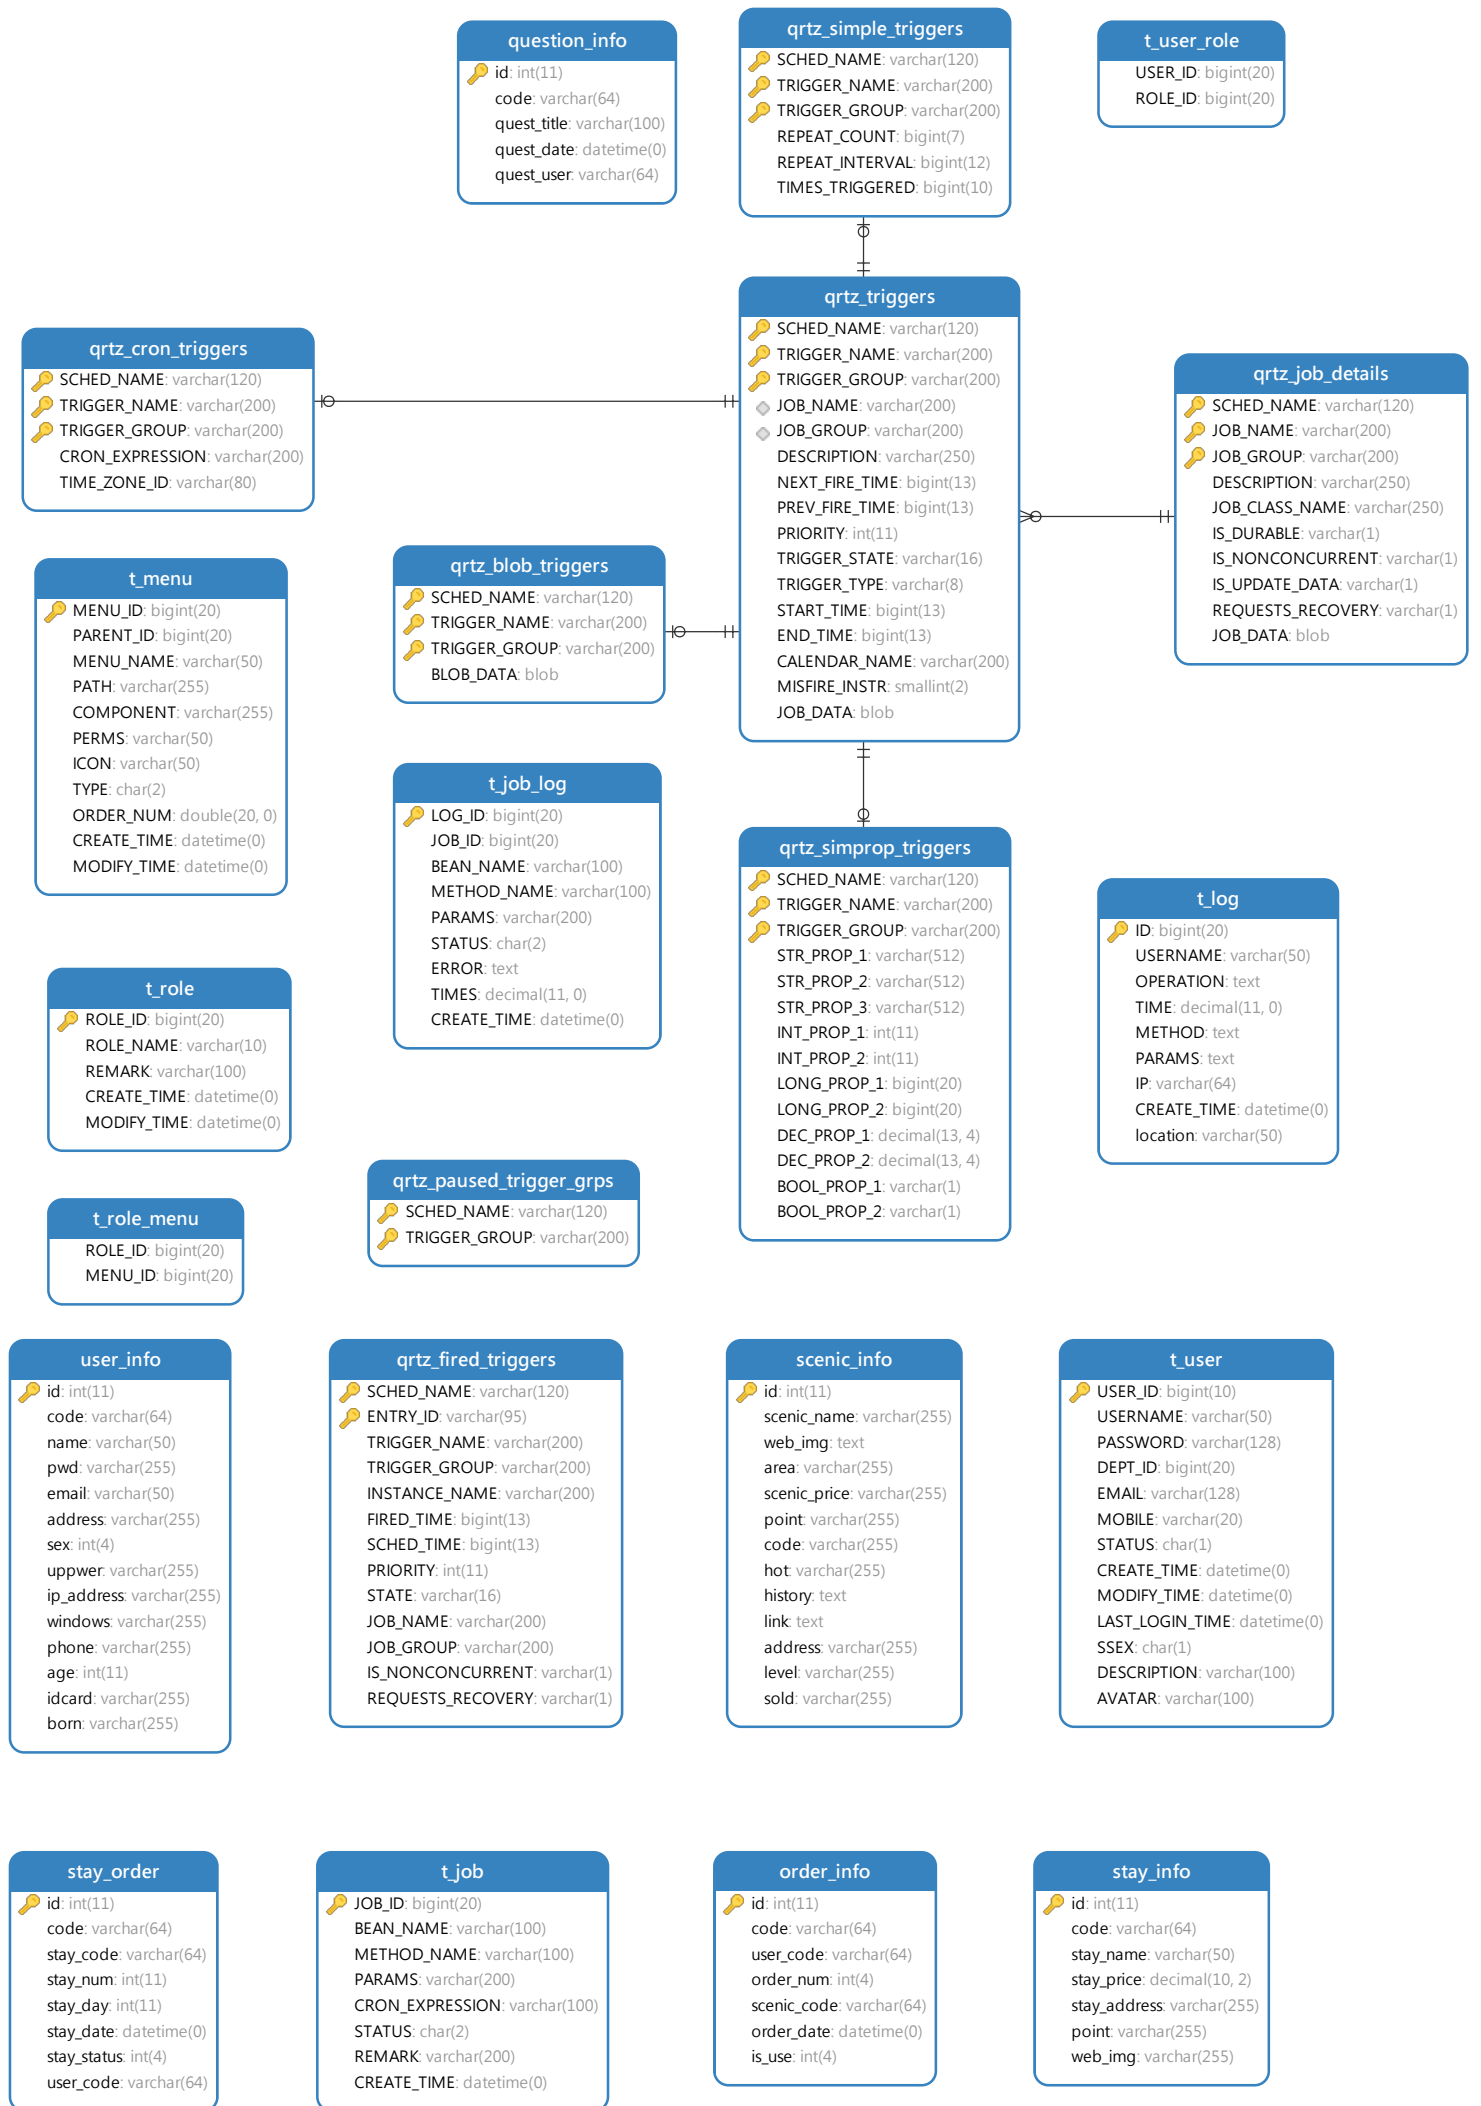 question_info
id: int(11)
code: varchar(64)
quest_title: varchar(100)
quest_date: datetime(0)
quest_user: varchar(64)
qrtz_simple_triggers
SCHED_NAME: varchar(120)
TRIGGER_NAME: varchar(200)
TRIGGER_GROUP: varchar(200)
REPEAT_COUNT: bigint(7)
REPEAT_INTERVAL: bigint(12)
TIMES_TRIGGERED: bigint(10)
t_user_role
USER_ID: bigint(20)
ROLE_ID: bigint(20)
qrtz_cron_triggers
SCHED_NAME: varchar(120)
TRIGGER_NAME: varchar(200)
TRIGGER_GROUP: varchar(200)
CRON_EXPRESSION: varchar(200)
TIME_ZONE_ID: varchar(80)
qrtz_triggers
SCHED_NAME: varchar(120)
TRIGGER_NAME: varchar(200)
TRIGGER_GROUP: varchar(200)
JOB_NAME: varchar(200)
JOB_GROUP: varchar(200)
DESCRIPTION: varchar(250)
NEXT_FIRE_TIME: bigint(13)
PREV_FIRE_TIME: bigint(13)
PRIORITY: int(11)
TRIGGER_STATE: varchar(16)
TRIGGER_TYPE: varchar(8)
START_TIME: bigint(13)
END_TIME: bigint(13)
CALENDAR_NAME: varchar(200)
MISFIRE_INSTR: smallint(2)
JOB_DATA: blob
qrtz_job_details
SCHED_NAME: varchar(120)
JOB_NAME: varchar(200)
JOB_GROUP: varchar(200)
DESCRIPTION: varchar(250)
JOB_CLASS_NAME: varchar(250)
IS_DURABLE: varchar(1)
IS_NONCONCURRENT: varchar(1)
IS_UPDATE_DATA: varchar(1)
REQUESTS_RECOVERY: varchar(1)
JOB_DATA: blob
t_menu
MENU_ID: bigint(20)
PARENT_ID: bigint(20)
MENU_NAME: varchar(50)
PATH: varchar(255)
COMPONENT: varchar(255)
PERMS: varchar(50)
ICON: varchar(50)
TYPE: char(2)
ORDER_NUM: double(20, 0)
CREATE_TIME: datetime(0)
MODIFY_TIME: datetime(0)
qrtz_blob_triggers
SCHED_NAME: varchar(120)
TRIGGER_NAME: varchar(200)
TRIGGER_GROUP: varchar(200)
BLOB_DATA: blob
t_job_log
LOG_ID: bigint(20)
JOB_ID: bigint(20)
BEAN_NAME: varchar(100)
METHOD_NAME: varchar(100)
PARAMS: varchar(200)
STATUS: char(2)
ERROR: text
TIMES: decimal(11, 0)
CREATE_TIME: datetime(0)
qrtz_simprop_triggers
SCHED_NAME: varchar(120)
TRIGGER_NAME: varchar(200)
TRIGGER_GROUP: varchar(200)
STR_PROP_1: varchar(512)
STR_PROP_2: varchar(512)
STR_PROP_3: varchar(512)
INT_PROP_1: int(11)
INT_PROP_2: int(11)
LONG_PROP_1: bigint(20)
LONG_PROP_2: bigint(20)
DEC_PROP_1: decimal(13, 4)
DEC_PROP_2: decimal(13, 4)
BOOL_PROP_1: varchar(1)
BOOL_PROP_2: varchar(1)
t_log
ID: bigint(20)
USERNAME: varchar(50)
OPERATION: text
TIME: decimal(11, 0)
METHOD: text
PARAMS: text
IP: varchar(64)
CREATE_TIME: datetime(0)
location: varchar(50)
t_role
ROLE_ID: bigint(20)
ROLE_NAME: varchar(10)
REMARK: varchar(100)
CREATE_TIME: datetime(0)
MODIFY_TIME: datetime(0)
qrtz_paused_trigger_grps
SCHED_NAME: varchar(120)
TRIGGER_GROUP: varchar(200)
t_role_menu
ROLE_ID: bigint(20)
MENU_ID: bigint(20)
user_info
id: int(11)
code: varchar(64)
name: varchar(50)
pwd: varchar(255)
email: varchar(50)
address: varchar(255)
sex: int(4)
uppwer: varchar(255)
ip_address: varchar(255)
windows: varchar(255)
phone: varchar(255)
age: int(11)
idcard: varchar(255)
born: varchar(255)
qrtz_fired_triggers
SCHED_NAME: varchar(120)
ENTRY_ID: varchar(95)
TRIGGER_NAME: varchar(200)
TRIGGER_GROUP: varchar(200)
INSTANCE_NAME: varchar(200)
FIRED_TIME: bigint(13)
SCHED_TIME: bigint(13)
PRIORITY: int(11)
STATE: varchar(16)
JOB_NAME: varchar(200)
JOB_GROUP: varchar(200)
IS_NONCONCURRENT: varchar(1)
REQUESTS_RECOVERY: varchar(1)
scenic_info
id: int(11)
scenic_name: varchar(255)
web_img: text
area: varchar(255)
scenic_price: varchar(255)
point: varchar(255)
code: varchar(255)
hot: varchar(255)
history: text
link: text
address: varchar(255)
level: varchar(255)
sold: varchar(255)
t_user
USER_ID: bigint(10)
USERNAME: varchar(50)
PASSWORD: varchar(128)
DEPT_ID: bigint(20)
EMAIL: varchar(128)
MOBILE: varchar(20)
STATUS: char(1)
CREATE_TIME: datetime(0)
MODIFY_TIME: datetime(0)
LAST_LOGIN_TIME: datetime(0)
SSEX: char(1)
DESCRIPTION: varchar(100)
AVATAR: varchar(100)
stay_order
id: int(11)
code: varchar(64)
stay_code: varchar(64)
stay_num: int(11)
stay_day: int(11)
stay_date: datetime(0)
stay_status: int(4)
user_code: varchar(64)
t_job
JOB_ID: bigint(20)
BEAN_NAME: varchar(100)
METHOD_NAME: varchar(100)
PARAMS: varchar(200)
CRON_EXPRESSION: varchar(100)
STATUS: char(2)
REMARK: varchar(200)
CREATE_TIME: datetime(0)
order_info
id: int(11)
code: varchar(64)
user_code: varchar(64)
order_num: int(4)
scenic_code: varchar(64)
order_date: datetime(0)
is_use: int(4)
stay_info
id: int(11)
code: varchar(64)
stay_name: varchar(50)
stay_price: decimal(10, 2)
stay_address: varchar(255)
point: varchar(255)
web_img: varchar(255)